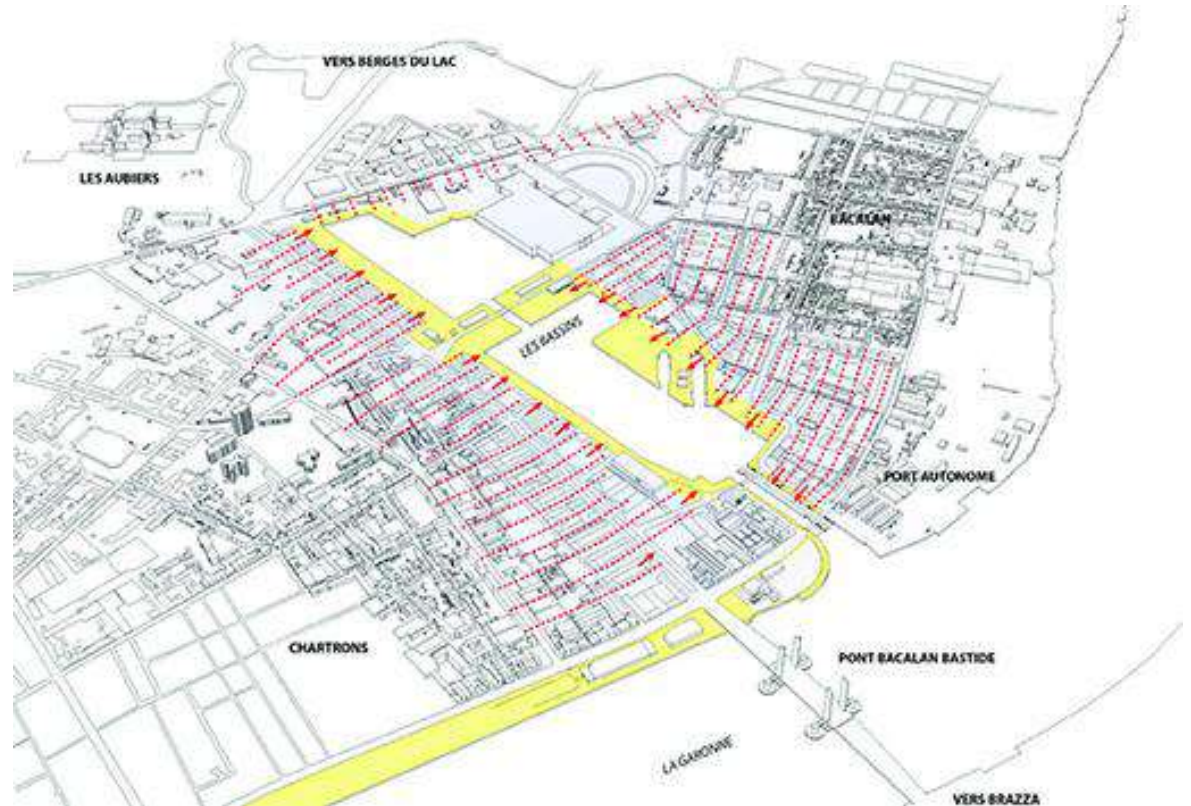 VERS BERGES DU LAC
LES AUBIERS
BACALAN
LES BASSINS
PORT AUTONOME
CHARTRONS
PONT BACALAN BASTIDE
LA GARONNE
VERS BRAZZA